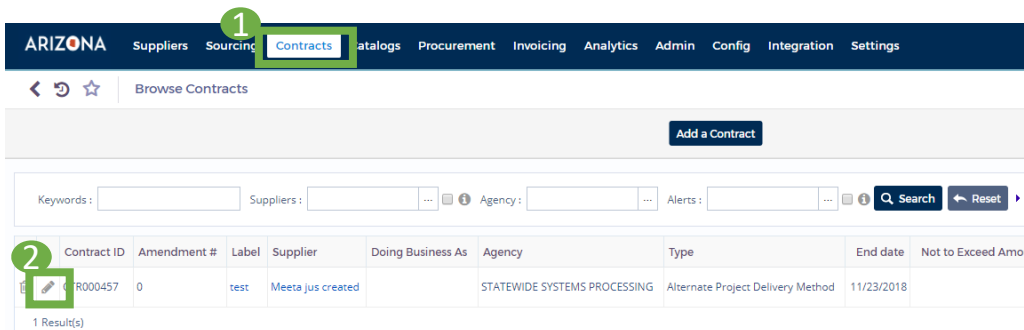 1
ARIZONA Suppliers Sourcing Contracts Catalogs Procurement Invoicing Analytics Admin Config Integration Settings
Browse Contracts
Add a Contract
Keywords : Suppliers : ... Agency : ... Alerts : ... Search Reset
2
Contract ID Amendment # Label Supplier Doing Business As Agency Type End date Not to Exceed Amo
CTR000457 0 test Meeta jus created STATEWIDE SYSTEMS PROCESSING Alternate Project Delivery Method 11/23/2018
1 Result(s)